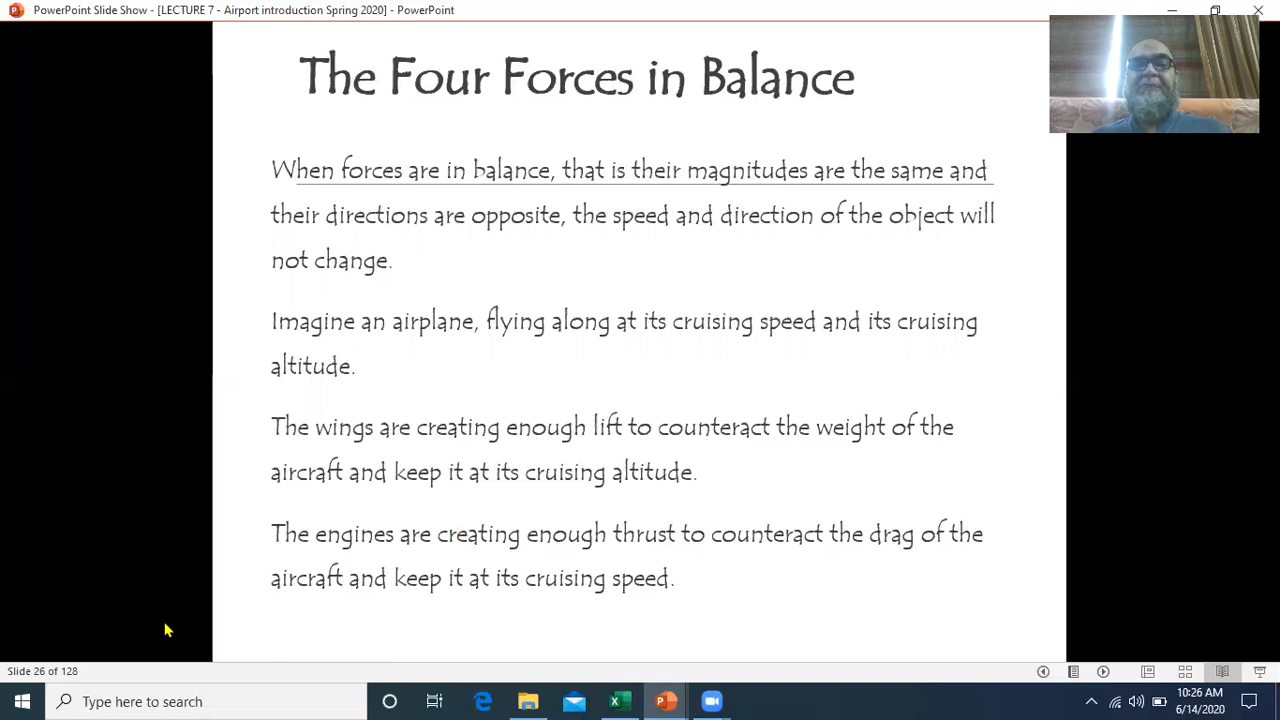 PowerPoint Slide Show - [LECTURE 7 - Airport introduction Spring 2020] - PowerPoint
The Four Forces in Balance
When forces are in balance, that is their magnitudes are the same and
their directions are opposite, the speed and direction of the object will
not change.
Imagine an airplane, flying along at its cruising speed and its cruising
altitude.
The wings are creating enough lift to counteract the weight of the
aircraft and keep it at its cruising altitude.
The engines are creating enough thrust to counteract the drag of the
aircraft and keep it at its cruising speed.
Slide 26 of 128
Type here to search
10:26 AM
6/14/2020